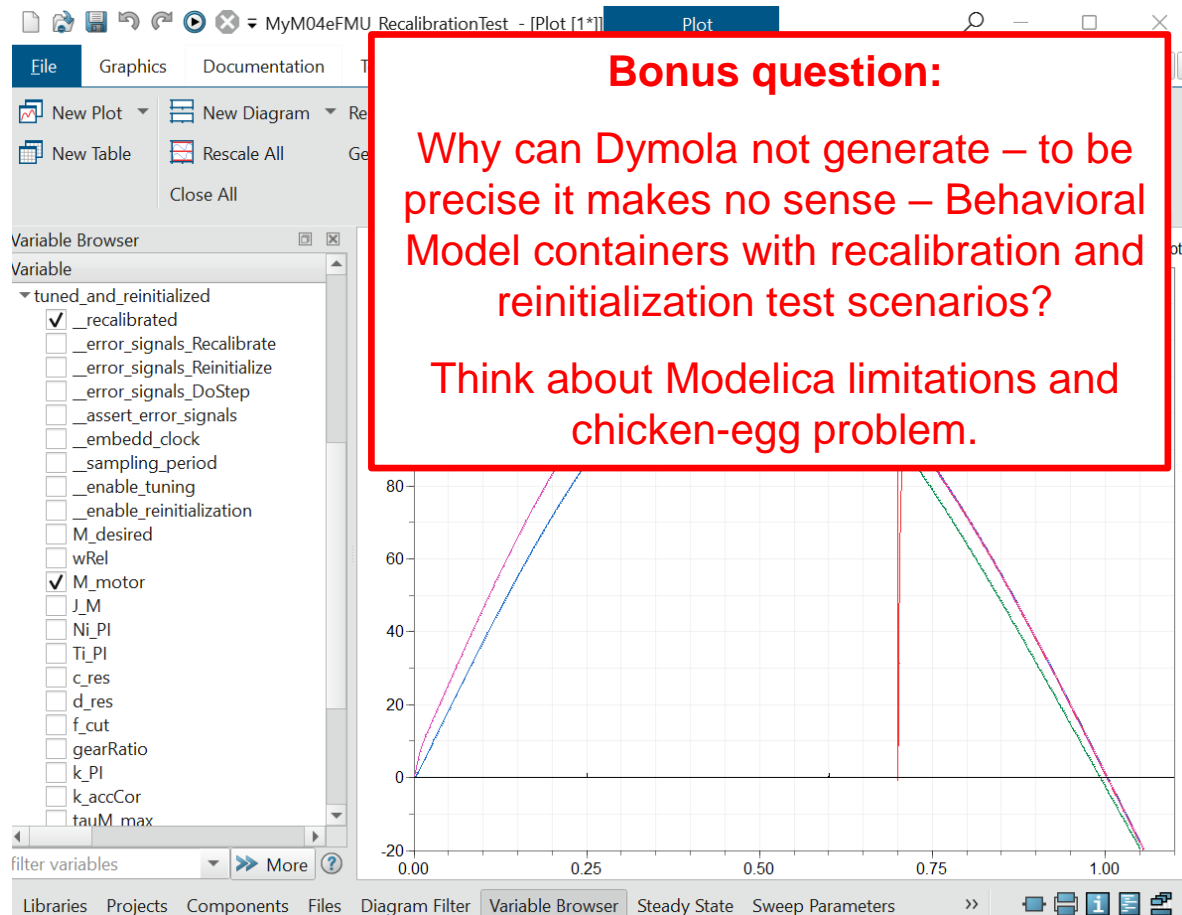 MyM04eFMU_RecalibrationTest - [Plot [1*]]
Plot
File Graphics Documentation
New Plot New Diagram
New Table Rescale All
Close All
Bonus question:
Why can Dymola not generate – to be
precise it makes no sense – Behavioral
Model containers with recalibration and
reinitialization test scenarios?
Think about Modelica limitations and
chicken-egg problem.
Variable Browser
Variable
tuned_and_reinitialized
__recalibrated
__error_signals_Recalibrate
__error_signals_Reinitialize
__error_signals_DoStep
__assert_error_signals
__embedd_clock
__sampling_period
__enable_tuning
__enable_reinitialization
M_desired
wRel
M_motor
J_M
Ni_PI
Ti_PI
c_res
d_res
f_cut
gearRatio
k_PI
k_accCor
tauM_max
filter variables More
80
60
40
20
0
-20
0.00 0.25 0.50 0.75 1.00
Libraries Projects Components Files Diagram Filter Variable Browser Steady State Sweep Parameters